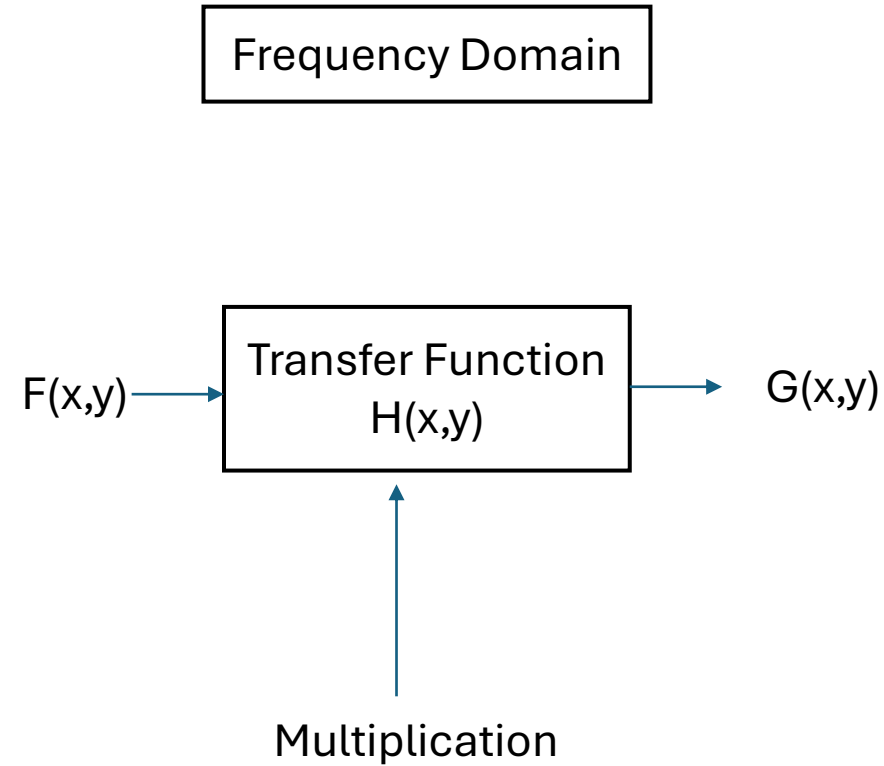 Frequency Domain
F(x,y)
Transfer Function
H(x,y)
G(x,y)
Multiplication